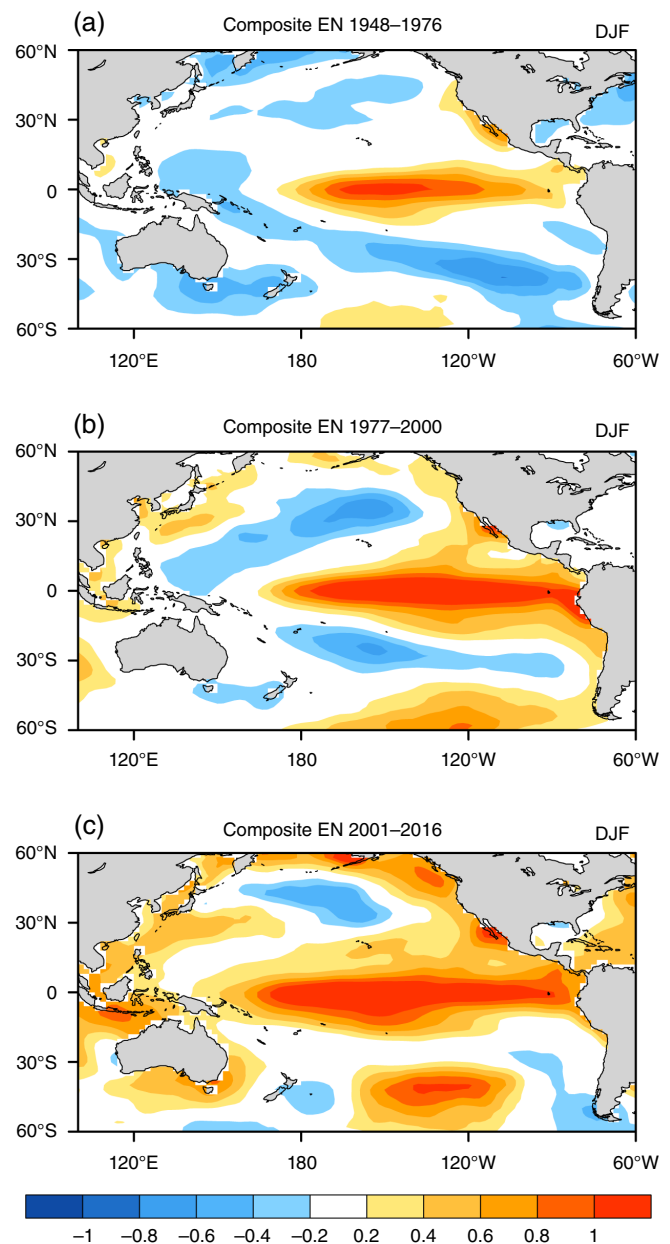 (a) Composite EN 1948–1976 DJF
60°N
30°N
0
30°S
60°S
120°E 180 120°W 60°W
(b) Composite EN 1977–2000 DJF
60°N
30°N
0
30°S
60°S
120°E 180 120°W 60°W
(c) Composite EN 2001–2016 DJF
60°N
30°N
0
30°S
60°S
120°E 180 120°W 60°W
−1 −0.8 −0.6 −0.4 −0.2 0.2 0.4 0.6 0.8 1